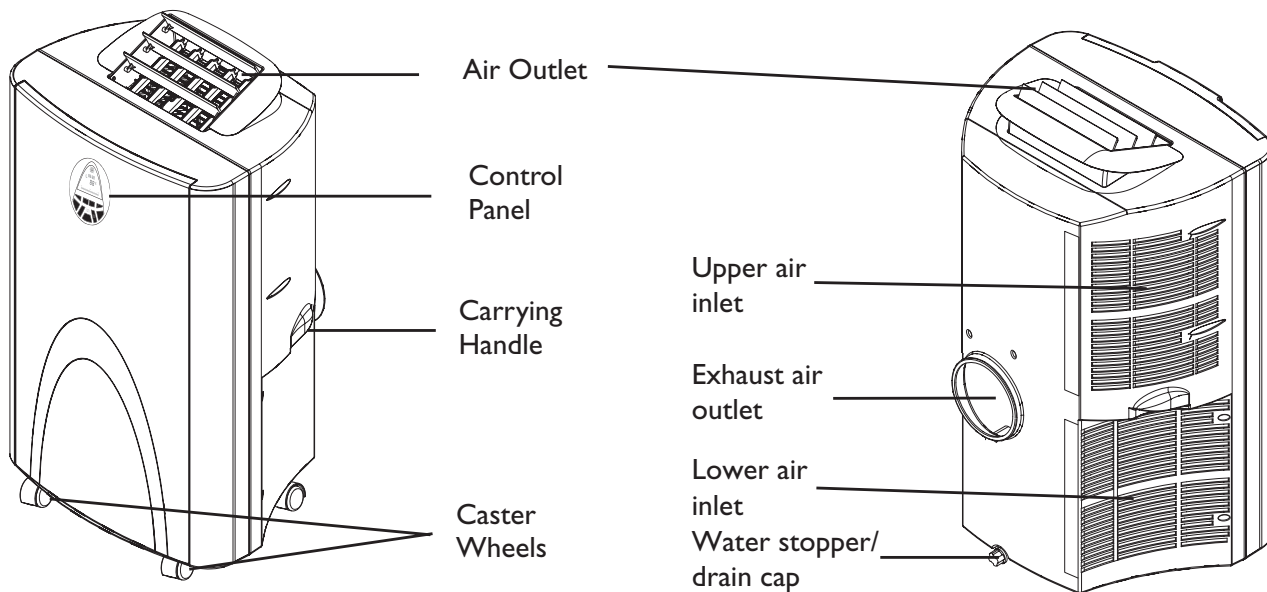 Air Outlet
Control
Panel
Carrying
Handle
Caster
Wheels
Upper air
inlet
Exhaust air
outlet
Lower air
inlet
Water stopper/
drain cap